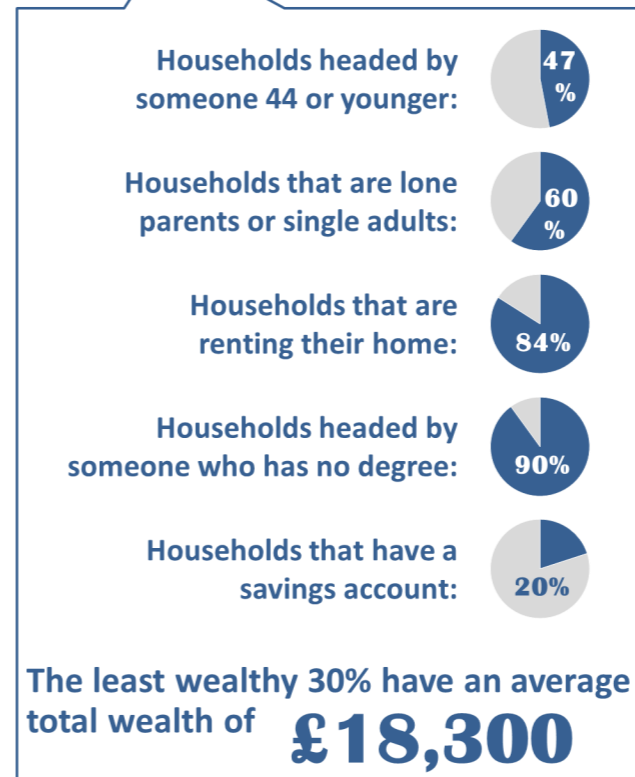 Households headed by
someone 44 or younger:
47
%
Households that are lone
parents or single adults:
60
%
Households that are
renting their home:
84%
Households headed by
someone who has no degree:
90%
Households that have a
savings account:
20%
The least wealthy 30% have an average
total wealth of £18,300